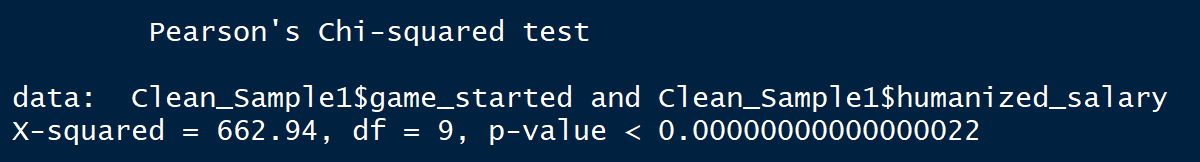 Pearson's Chi-squared test
data: Clean_Sample1$game_started and Clean_Sample1$humanized_salary
X-squared = 662.94, df = 9, p-value < 0.00000000000000022